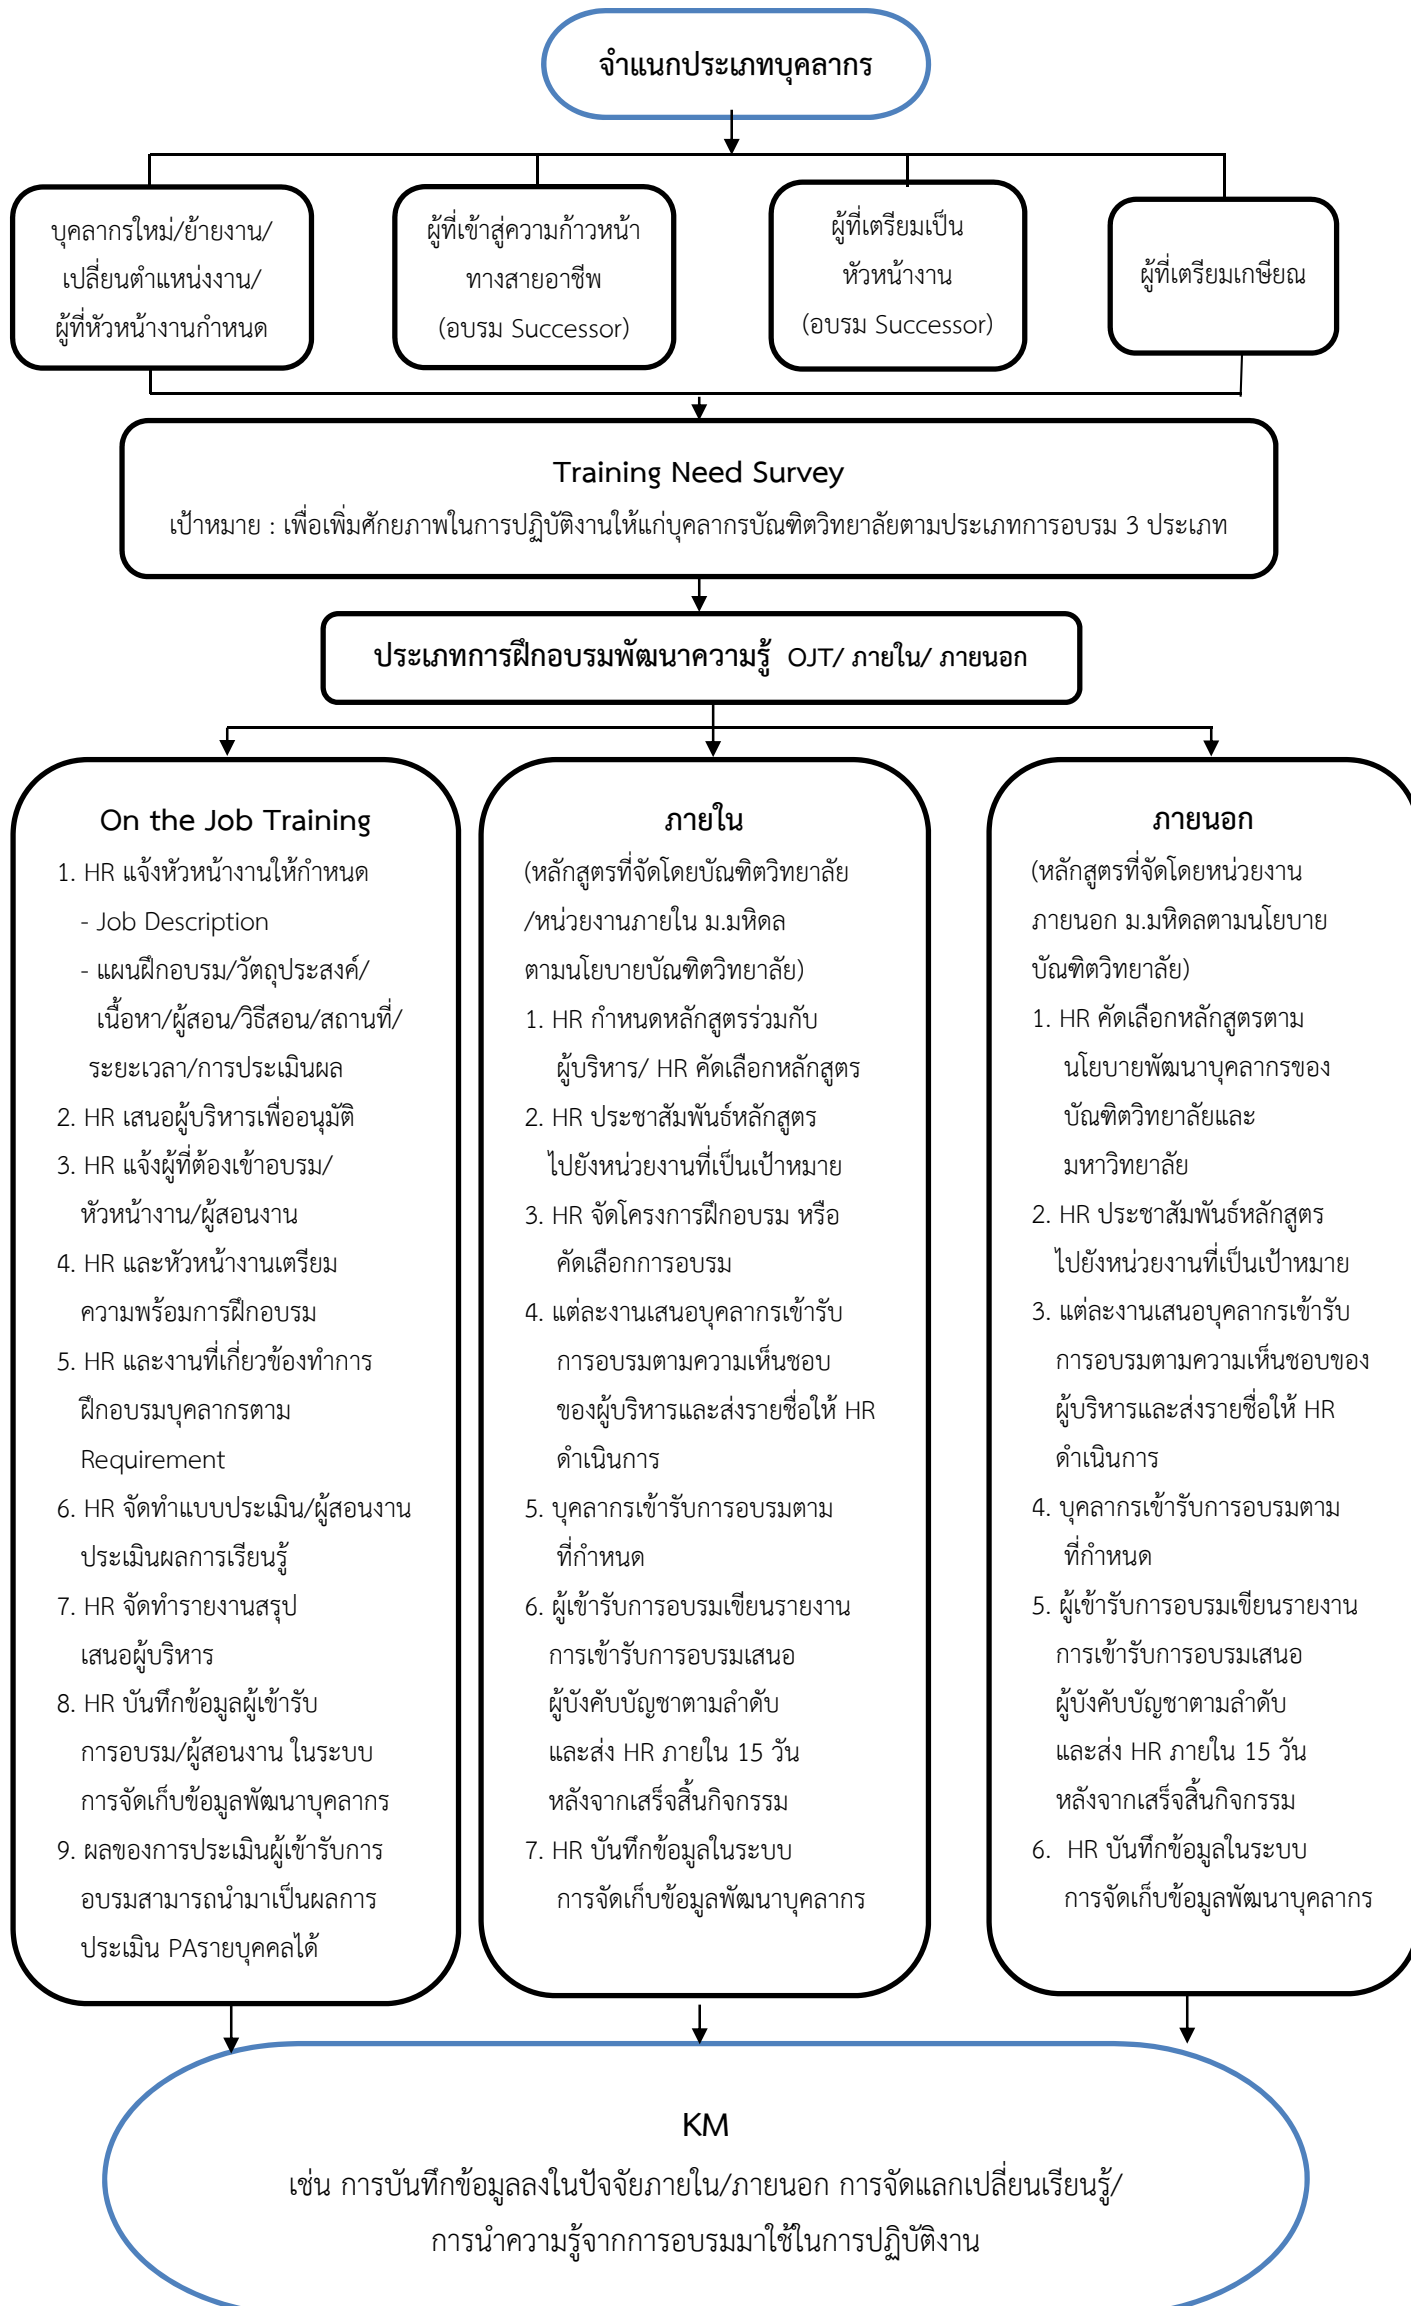 จำแนกประเภทบุคลากร
บุคลากรใหม่/ย้ายงาน/
เปลี่ยนตำแหน่งงาน/
ผู้ที่หัวหน้างานกำหนด
ผู้ที่เข้าสู่ความก้าวหน้า
ทางสายอาชีพ
(อบรม Successor)
ผู้ที่เตรียมเป็น
หัวหน้างาน
(อบรม Successor)
ผู้ที่เตรียมเกษียณ
Training Need Survey
เป้าหมาย : เพื่อเพิ่มศักยภาพในการปฏิบัติงานให้แก่บุคลากรบัณฑิตวิทยาลัยตามประเภทการอบรม 3 ประเภท
ประเภทการฝึกอบรมพัฒนาความรู้ OJT/ ภายใน/ ภายนอก
On the Job Training
1. HR แจ้งหัวหน้างานให้กำหนด
- Job Description
- แผนฝึกอบรม/วัตถุประสงค์/
เนื้อหา/ผู้สอน/วิธีสอน/สถานที่/
ระยะเวลา/การประเมินผล
2. HR เสนอผู้บริหารเพื่ออนุมัติ
3. HR แจ้งผู้ที่ต้องเข้าอบรม/
หัวหน้างาน/ผู้สอนงาน
4. HR และหัวหน้างานเตรียม
ความพร้อมการฝึกอบรม
5. HR และงานที่เกี่ยวข้องทำการ
ฝึกอบรมบุคลากรตาม
Requirement
6. HR จัดทำแบบประเมิน/ผู้สอนงาน
ประเมินผลการเรียนรู้
7. HR จัดทำรายงานสรุป
เสนอผู้บริหาร
8. HR บันทึกข้อมูลผู้เข้ารับ
การอบรม/ผู้สอนงาน ในระบบ
การจัดเก็บข้อมูลพัฒนาบุคลากร
9. ผลของการประเมินผู้เข้ารับการ
อบรมสามารถนำมาเป็นผลการ
ประเมิน PAรายบุคคลได้
ภายใน
(หลักสูตรที่จัดโดยบัณฑิตวิทยาลัย
/หน่วยงานภายใน ม.มหิดล
ตามนโยบายบัณฑิตวิทยาลัย)
1. HR กำหนดหลักสูตรร่วมกับ
ผู้บริหาร/ HR คัดเลือกหลักสูตร
2. HR ประชาสัมพันธ์หลักสูตร
ไปยังหน่วยงานที่เป็นเป้าหมาย
3. HR จัดโครงการฝึกอบรม หรือ
คัดเลือกการอบรม
4. แต่ละงานเสนอบุคลากรเข้ารับ
การอบรมตามความเห็นชอบ
ของผู้บริหารและส่งรายชื่อให้ HR
ดำเนินการ
5. บุคลากรเข้ารับการอบรมตาม
ที่กำหนด
6. ผู้เข้ารับการอบรมเขียนรายงาน
การเข้ารับการอบรมเสนอ
ผู้บังคับบัญชาตามลำดับ
และส่ง HR ภายใน 15 วัน
หลังจากเสร็จสิ้นกิจกรรม
7. HR บันทึกข้อมูลในระบบ
การจัดเก็บข้อมูลพัฒนาบุคลากร
ภายนอก
(หลักสูตรที่จัดโดยหน่วยงาน
ภายนอก ม.มหิดลตามนโยบาย
บัณฑิตวิทยาลัย)
1. HR คัดเลือกหลักสูตรตาม
นโยบายพัฒนาบุคลากรของ
บัณฑิตวิทยาลัยและ
มหาวิทยาลัย
2. HR ประชาสัมพันธ์หลักสูตร
ไปยังหน่วยงานที่เป็นเป้าหมาย
3. แต่ละงานเสนอบุคลากรเข้ารับ
การอบรมตามความเห็นชอบของ
ผู้บริหารและส่งรายชื่อให้ HR
ดำเนินการ
4. บุคลากรเข้ารับการอบรมตาม
ที่กำหนด
5. ผู้เข้ารับการอบรมเขียนรายงาน
การเข้ารับการอบรมเสนอ
ผู้บังคับบัญชาตามลำดับ
และส่ง HR ภายใน 15 วัน
หลังจากเสร็จสิ้นกิจกรรม
6. HR บันทึกข้อมูลในระบบ
การจัดเก็บข้อมูลพัฒนาบุคลากร
KM
เช่น การบันทึกข้อมูลลงในปัจจัยภายใน/ภายนอก การจัดแลกเปลี่ยนเรียนรู้/
การนำความรู้จากการอบรมมาใช้ในการปฏิบัติงาน